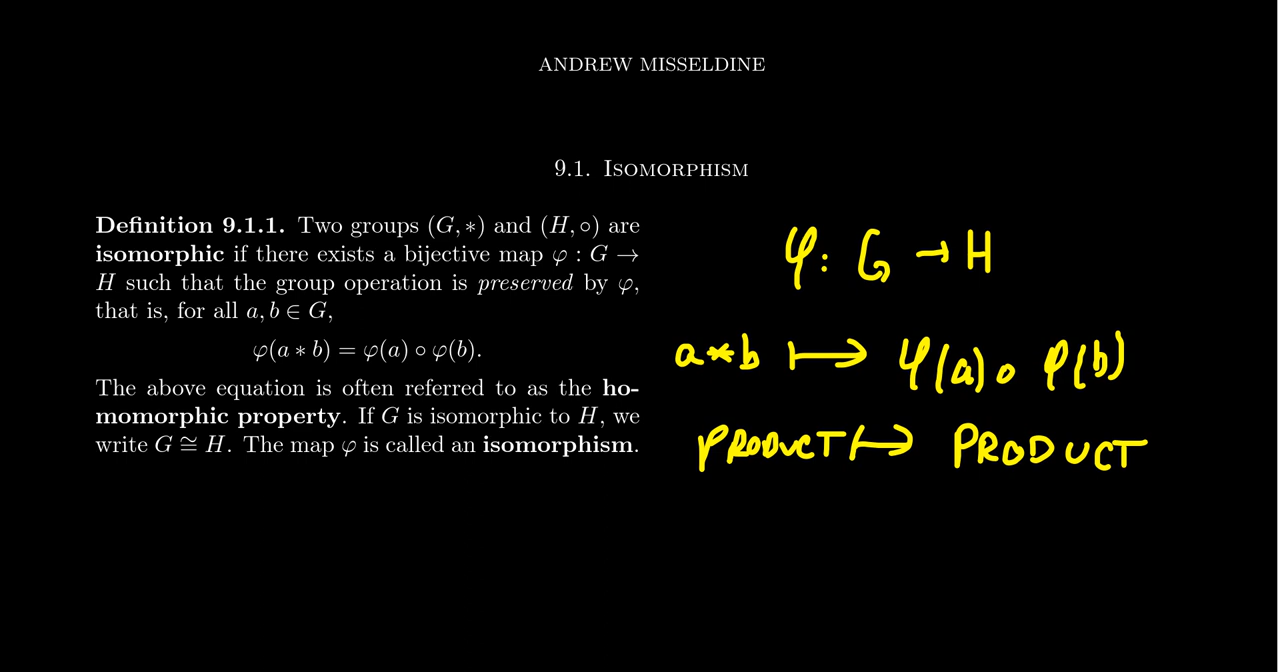 ANDREW MISSELDINE
9.1. Isomorphism
Definition 9.1.1. Two groups (G, ∗) and (H, ∘) are
isomorphic if there exists a bijective map φ : G →
H such that the group operation is preserved by φ,
that is, for all a, b ∈ G,
φ(a ∗ b) = φ(a) ∘ φ(b).
The above equation is often referred to as the ho-
momorphic property. If G is isomorphic to H, we
write G ≅ H. The map φ is called an isomorphism.
φ: G → H
a * b ↦ φ(a) ∘ φ(b)
PRODUCT ↦ PRODUCT